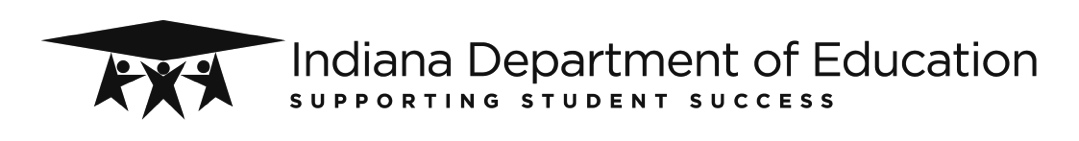 Indiana Department of Education
SUPPORTING STUDENT SUCCESS